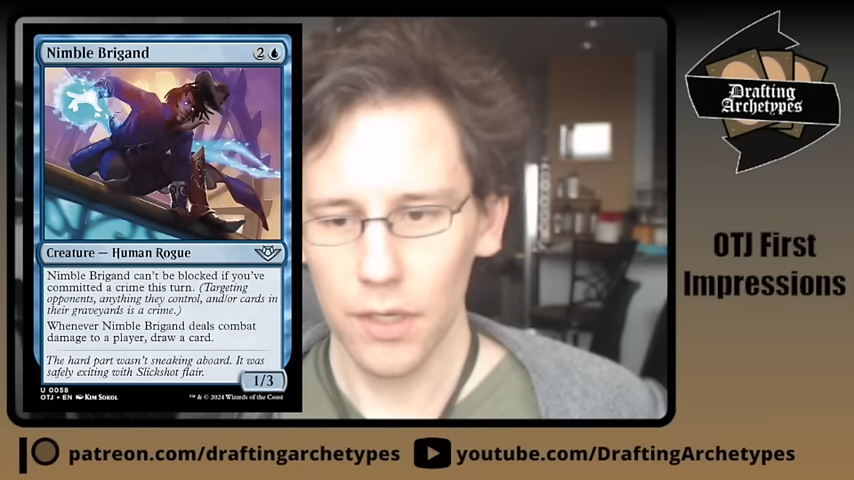 Nimble Brigand 2
Creature — Human Rogue
Nimble Brigand can't be blocked if you've
committed a crime this turn. (Targeting
opponents, anything they control, and/or cards in
their graveyards is a crime.)
Whenever Nimble Brigand deals combat
damage to a player, draw a card.
The hard part wasn't sneaking aboard. It was
safely exiting with Slickshot flair.
1/3
U 0058
OTJ • EN KIM SOKOL
™ & © 2024 Wizards of the Coast
Drafting
Archetypes
OTJ First
Impressions
patreon.com/draftingarchetypes
youtube.com/DraftingArchetypes